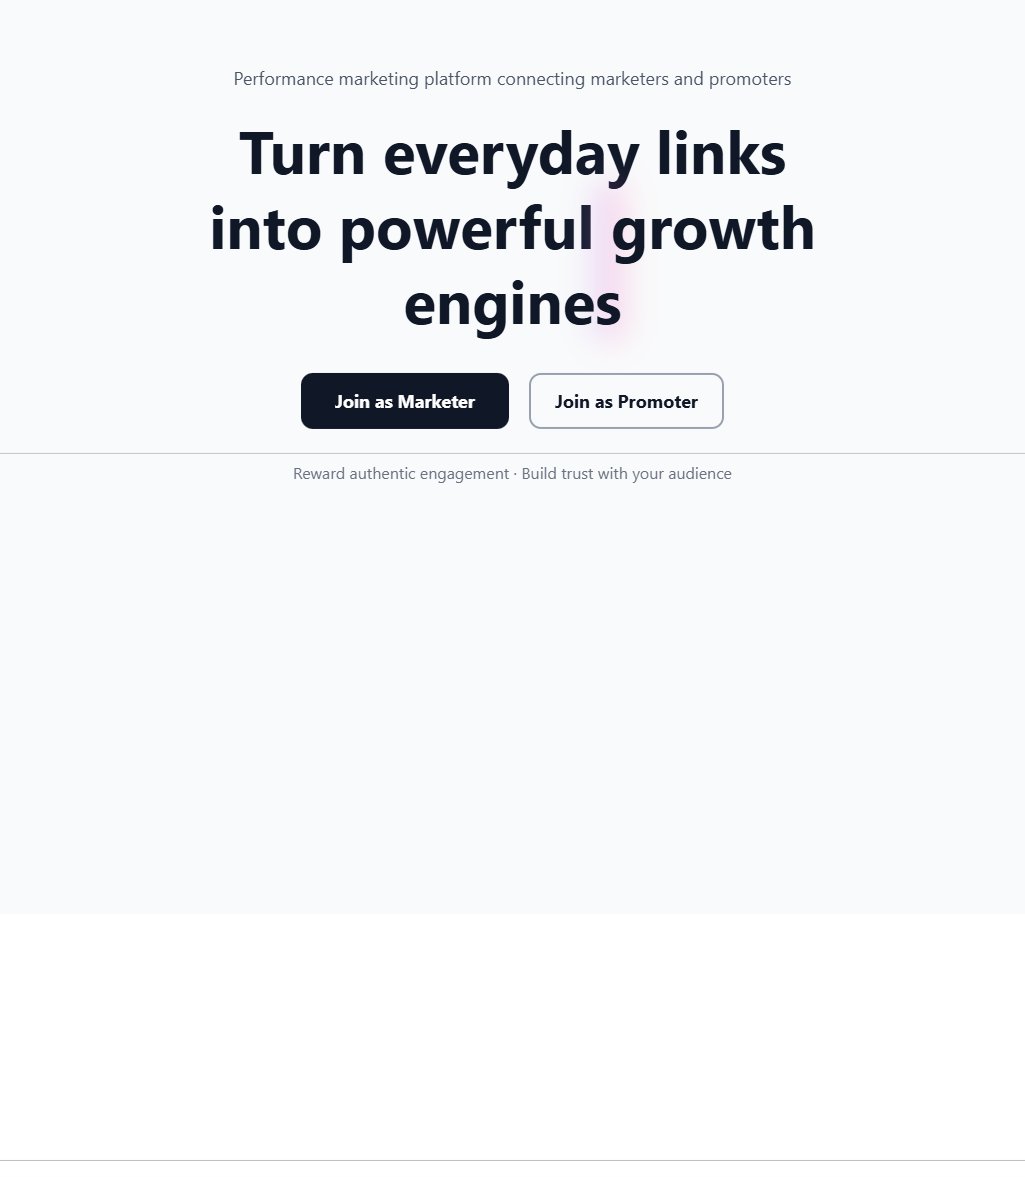 Performance marketing platform connecting marketers and promoters
Turn everyday links
into powerful growth
engines
Join as Marketer
Join as Promoter
Reward authentic engagement · Build trust with your audience